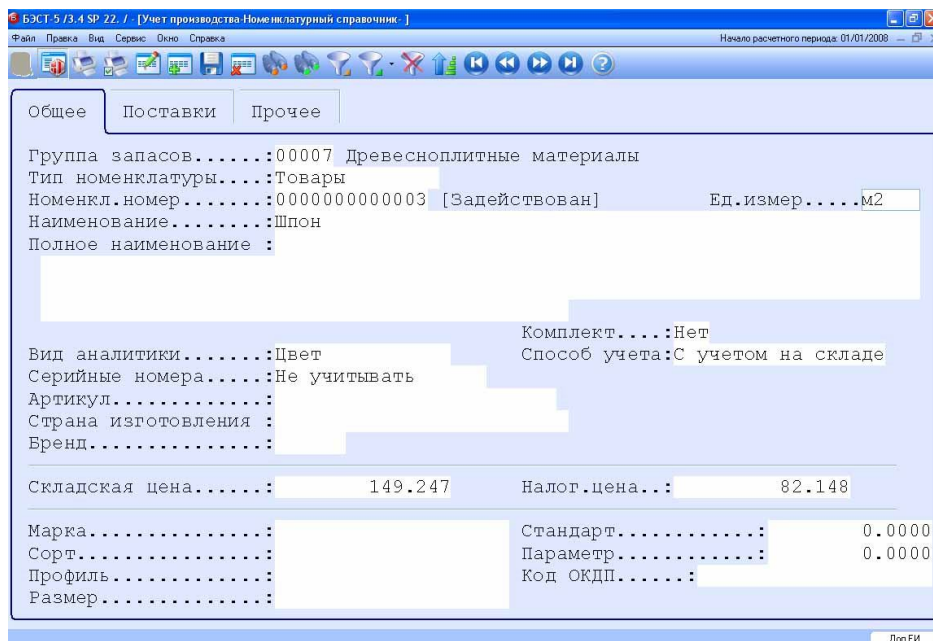 БЭСТ-5 /3.4 SP 22. / - [Учет производства-Номенклатурный справочник- ]
Файл Правка Вид Сервис Окно Справка Начало расчетного периода: 01/01/2008
Общее Поставки Прочее
Группа запасов......:00007 Древесноплитные материалы
Тип номенклатуры....:Товары
Номенкл.номер.......:0000000000003 [Задействован] Ед.измер.....м2
Наименование........:Шпон
Полное наименование :
Комплект....:Нет
Вид аналитики.......:Цвет Способ учета:С учетом на складе
Серийные номера.....:Не учитывать
Артикул.............:
Страна изготовления :
Бренд...............:
Складская цена......: 149.247 Налог.цена..: 82.148
Марка...............: Стандарт............: 0.0000
Сорт................: Параметр............: 0.0000
Профиль.............: Код ОКДП......:
Размер..............:
Доп.ЕИ